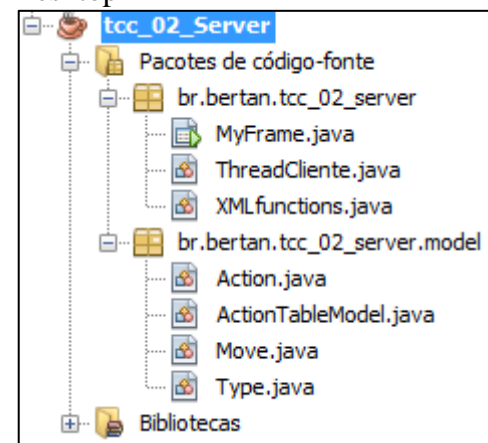 tcc_02_Server
Pacotes de código-fonte
br.bertan.tcc_02_server
MyFrame.java
ThreadCliente.java
XMLfunctions.java
br.bertan.tcc_02_server.model
Action.java
ActionTableModel.java
Move.java
Type.java
Bibliotecas